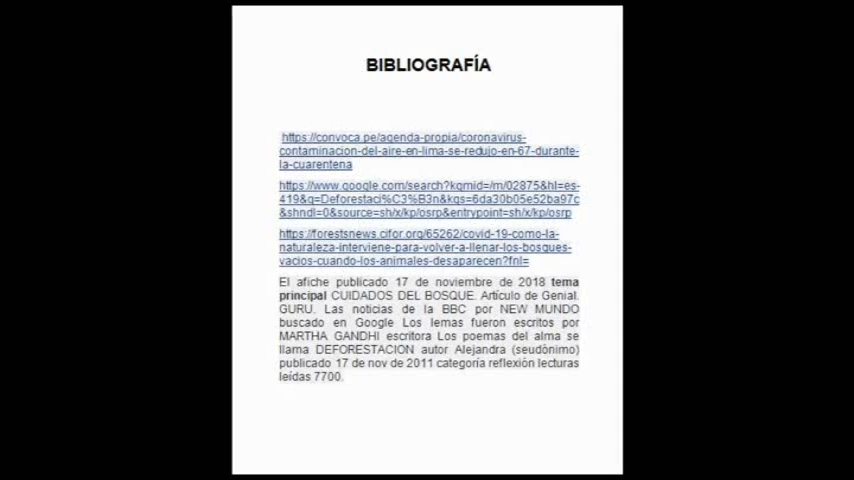 BIBLIOGRAFÍA
https://convoca.pe/agenda-propia/coronavirus-
contaminacion-del-aire-en-lima-se-redujo-en-67-durante-
la-cuarentena
https://www.google.com/search?kgmid=/m/02875&hl=es-
419&q=Deforestaci%C3%B3n&kgs=6da30b05e52ba97c
&shndl=0&source=sh/x/kp/osrp&entrypoint=sh/x/kp/osrp
https://forestsnews.cifor.org/65262/covid-19-como-la-
naturaleza-interviene-para-volver-a-llenar-los-bosques-
vacios-cuando-los-animales-desaparecen?fnl=
El afiche publicado 17 de noviembre de 2018 tema
principal CUIDADOS DEL BOSQUE. Artículo de Genial.
GURU. Las noticias de la BBC por NEW MUNDO
buscado en Google Los lemas fueron escritos por
MARTHA GANDHI escritora Los poemas del alma se
llama DEFORESTACION autor Alejandra (seudónimo)
publicado 17 de nov de 2011 categoría reflexión lecturas
leídas 7700.